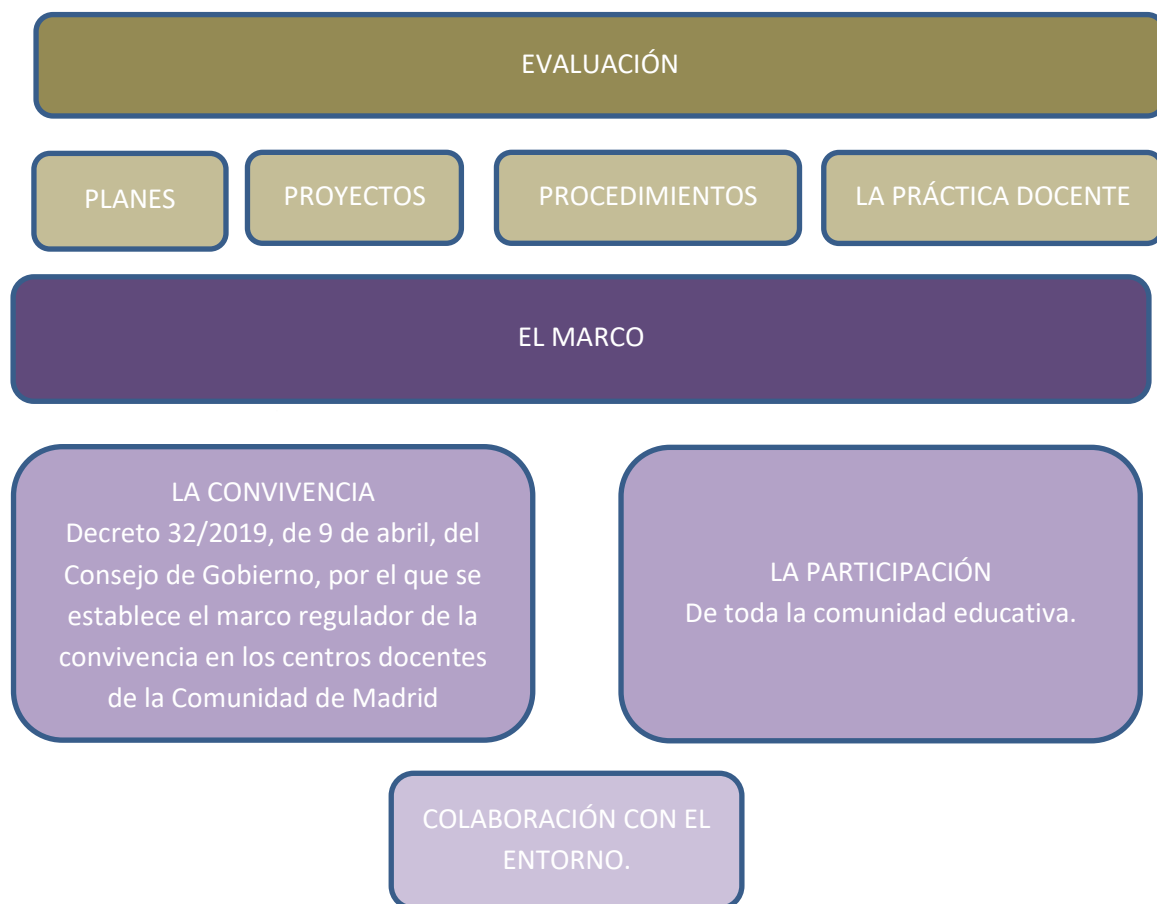 EVALUACIÓN
PLANES
PROYECTOS
PROCEDIMIENTOS
LA PRÁCTICA DOCENTE
EL MARCO
LA CONVIVENCIA
Decreto 32/2019, de 9 de abril, del
Consejo de Gobierno, por el que se
establece el marco regulador de la
convivencia en los centros docentes
de la Comunidad de Madrid
LA PARTICIPACIÓN
De toda la comunidad educativa.
COLABORACIÓN CON EL
ENTORNO.